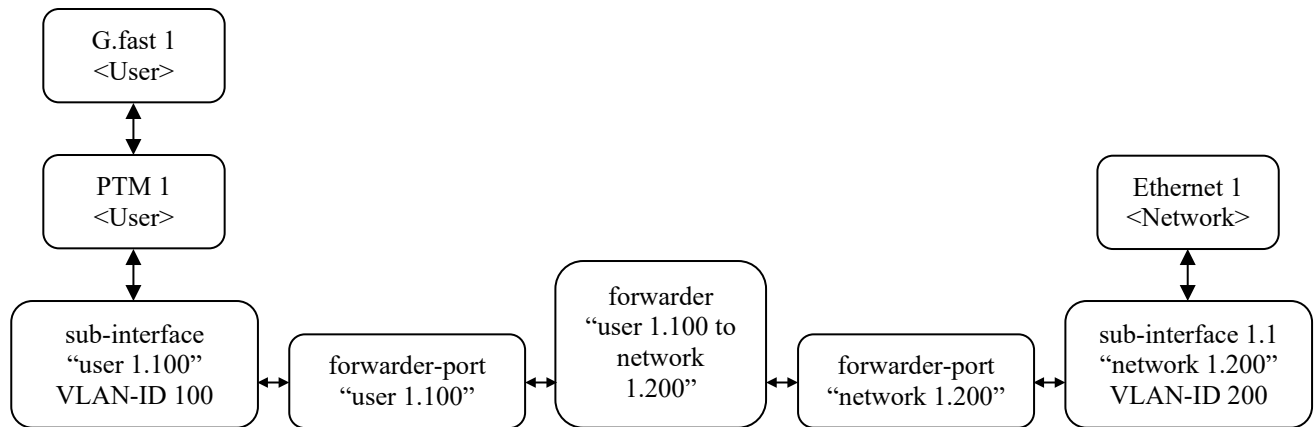 G.fast 1
<User>
PTM 1
<User>
Ethernet 1
<Network>
sub-interface
“user 1.100”
VLAN-ID 100
forwarder-port
“user 1.100”
forwarder
“user 1.100 to
network
1.200”
forwarder-port
“network 1.200”
sub-interface 1.1
“network 1.200”
VLAN-ID 200